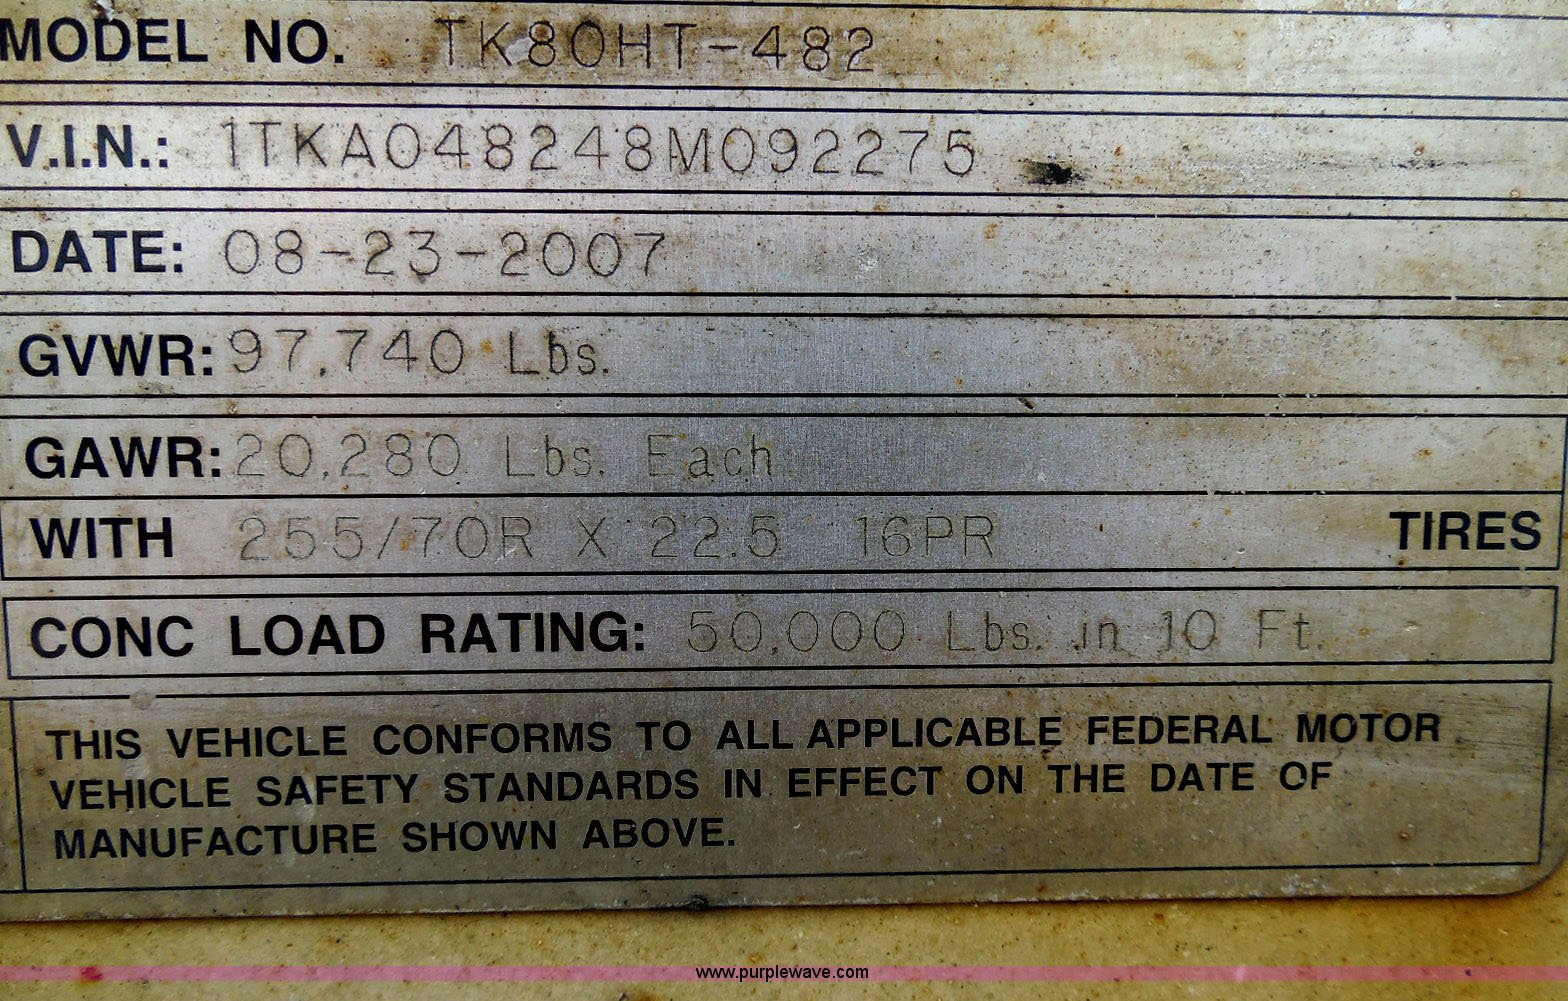 MODEL NO. TK80HT-482
V.I.N.: 1TKA048248M092275
DATE: 08-23-2007
GVWR: 97,740 Lbs.
GAWR: 20,280 Lbs. Each
WITH 255/70R X 22.5 16PR TIRES
CONC LOAD RATING: 50,000 Lbs. in 10 Ft.
THIS VEHICLE CONFORMS TO ALL APPLICABLE FEDERAL MOTOR
VEHICLE SAFETY STANDARDS IN EFFECT ON THE DATE OF
MANUFACTURE SHOWN ABOVE.
www.purplewave.com